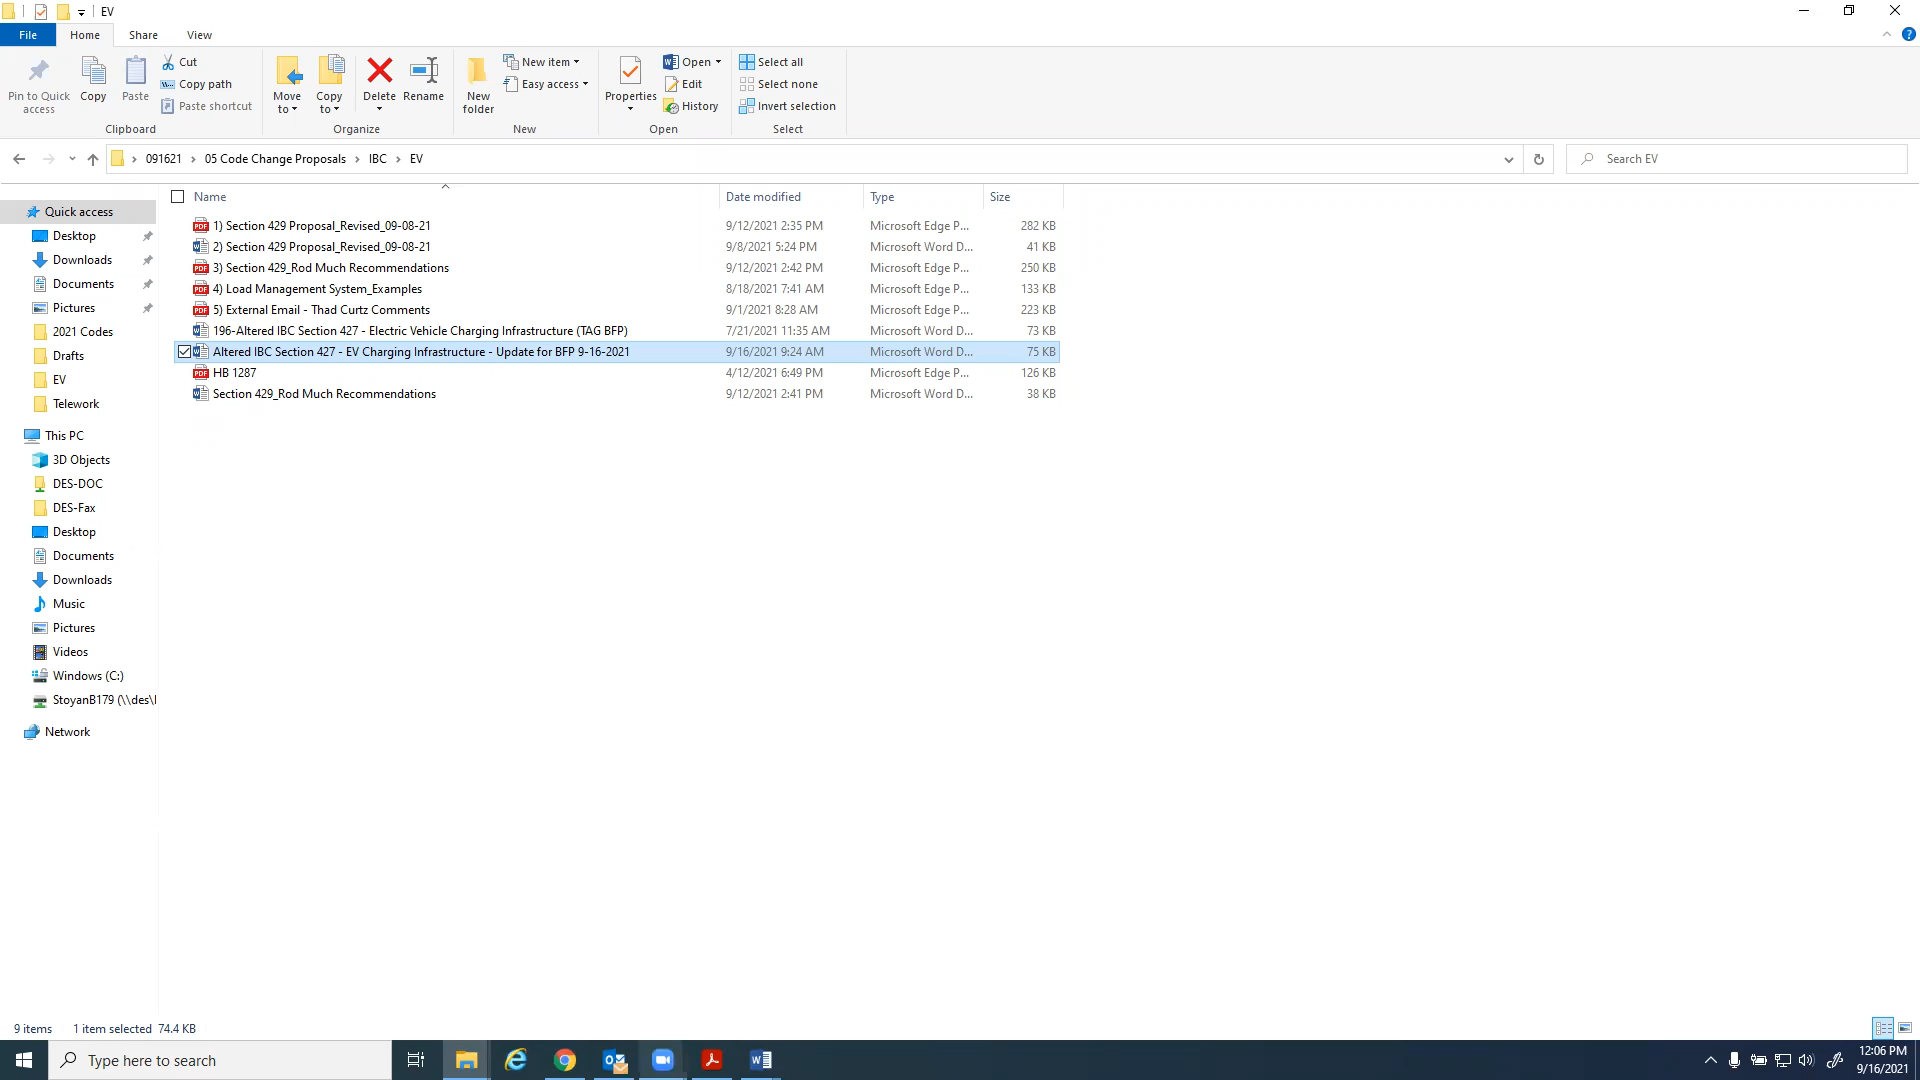 EV
File Home Share View
Pin to Quick access
Copy
Paste
Cut
Copy path
Paste shortcut
Clipboard
Move to
Copy to
Delete
Rename
Organize
New folder
New item
Easy access
New
Properties
Open
Edit
History
Open
Select all
Select none
Invert selection
Select
091621 › 05 Code Change Proposals › IBC › EV
Search EV
Name Date modified Type Size
1) Section 429 Proposal_Revised_09-08-21 9/12/2021 2:35 PM Microsoft Edge P... 282 KB
2) Section 429 Proposal_Revised_09-08-21 9/8/2021 5:24 PM Microsoft Word D... 41 KB
3) Section 429_Rod Much Recommendations 9/12/2021 2:42 PM Microsoft Edge P... 250 KB
4) Load Management System_Examples 8/18/2021 7:41 AM Microsoft Edge P... 133 KB
5) External Email - Thad Curtz Comments 9/1/2021 8:28 AM Microsoft Edge P... 223 KB
196-Altered IBC Section 427 - Electric Vehicle Charging Infrastructure (TAG BFP) 7/21/2021 11:35 AM Microsoft Word D... 73 KB
Altered IBC Section 427 - EV Charging Infrastructure - Update for BFP 9-16-2021 9/16/2021 9:24 AM Microsoft Word D... 75 KB
HB 1287 4/12/2021 6:49 PM Microsoft Edge P... 126 KB
Section 429_Rod Much Recommendations 9/12/2021 2:41 PM Microsoft Word D... 38 KB
Quick access
Desktop
Downloads
Documents
Pictures
2021 Codes
Drafts
EV
Telework
This PC
3D Objects
DES-DOC
DES-Fax
Desktop
Documents
Downloads
Music
Pictures
Videos
Windows (C:)
StoyanB179 (\\des\
Network
9 items 1 item selected 74.4 KB
Type here to search
12:06 PM
9/16/2021